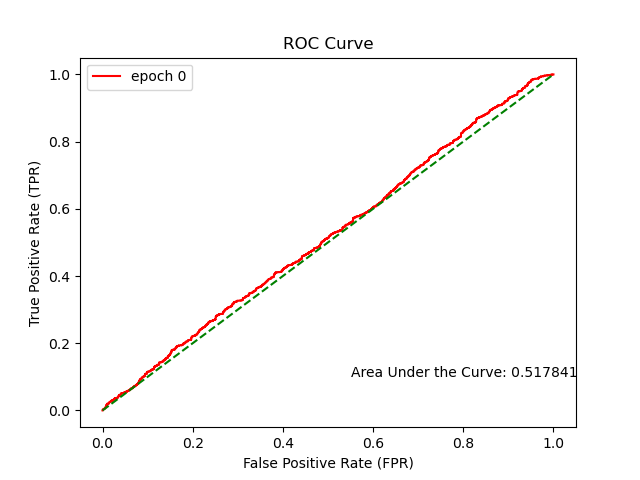 ROC Curve
epoch 0
1.0
0.8
0.6
0.4
0.2
0.0
True Positive Rate (TPR)
Area Under the Curve: 0.517841
0.0 0.2 0.4 0.6 0.8 1.0
False Positive Rate (FPR)